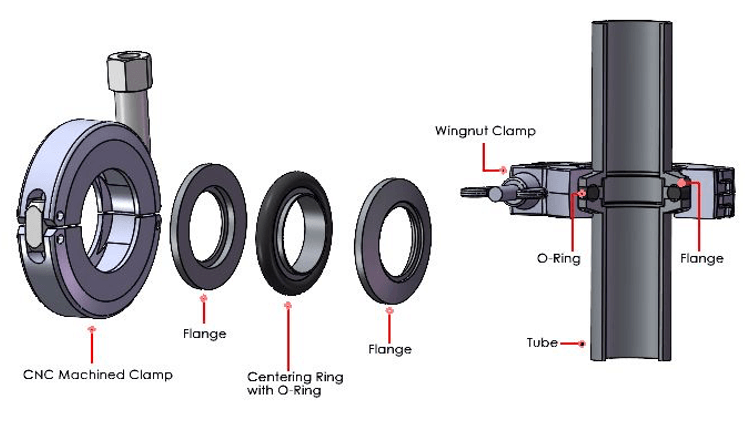 Wingnut Clamp
O-Ring
Flange
Flange
Tube
Flange
CNC Machined Clamp
Centering Ring
with O-Ring